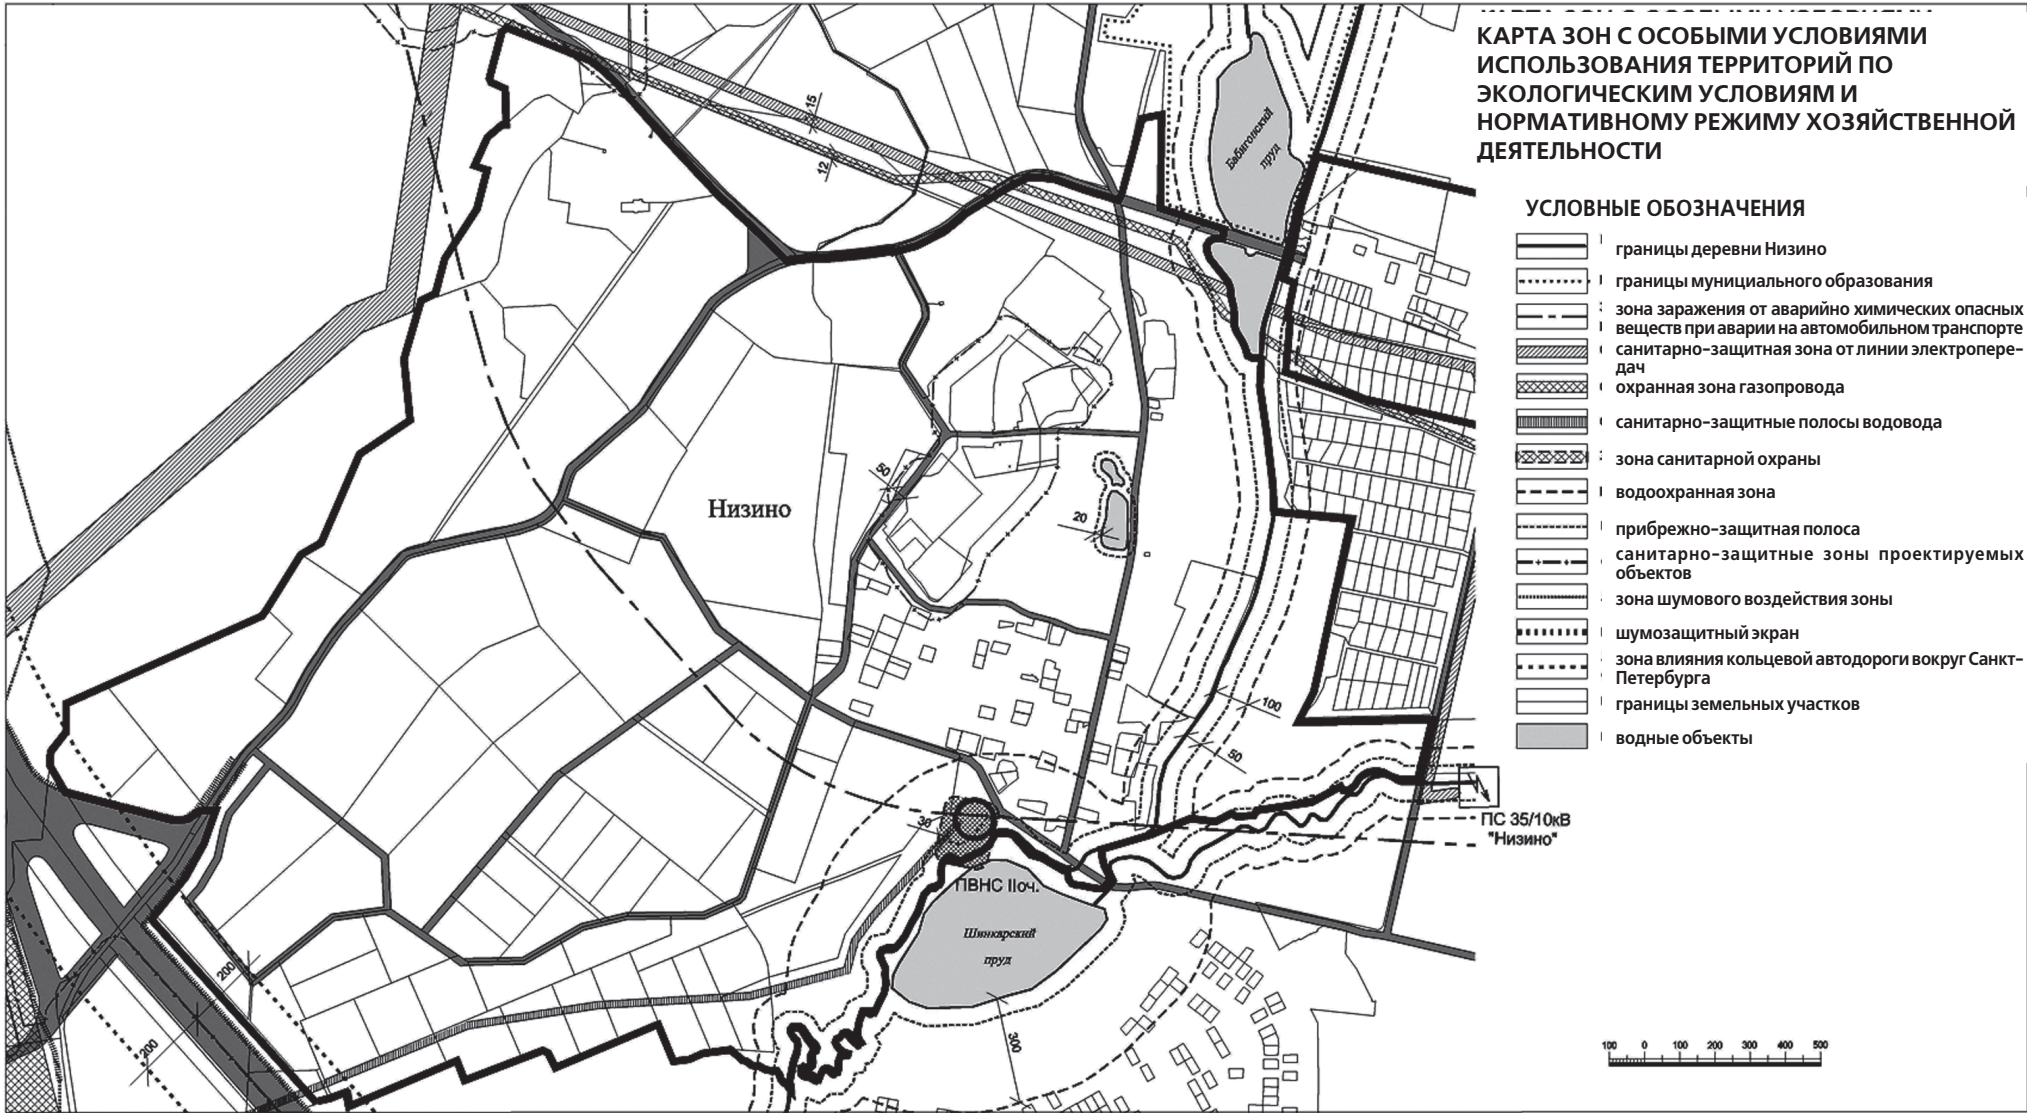 КАРТА ЗОН С ОСОБЫМИ УСЛОВИЯМИ
ИСПОЛЬЗОВАНИЯ ТЕРРИТОРИЙ ПО
ЭКОЛОГИЧЕСКИМ УСЛОВИЯМ И
НОРМАТИВНОМУ РЕЖИМУ ХОЗЯЙСТВЕННОЙ
ДЕЯТЕЛЬНОСТИ
УСЛОВНЫЕ ОБОЗНАЧЕНИЯ
границы деревни Низино
границы муниципального образования
зона заражения от аварийно химических опасных
веществ при аварии на автомобильном транспорте
санитарно-защитная зона от линии электропере-
дач
охранная зона газопровода
санитарно-защитные полосы водовода
зона санитарной охраны
водоохранная зона
прибрежно-защитная полоса
санитарно-защитные зоны проектируемых
объектов
зона шумового воздействия зоны
шумозащитный экран
зона влияния кольцевой автодороги вокруг Санкт-
Петербурга
границы земельных участков
водные объекты
15
12
Бабигонский
пруд
50
Низино
20
100
50
30
ПС 35/10кВ
"Низино"
ПВНС IIоч.
Шинкарский
пруд
200
200
300
100 0 100 200 300 400 500